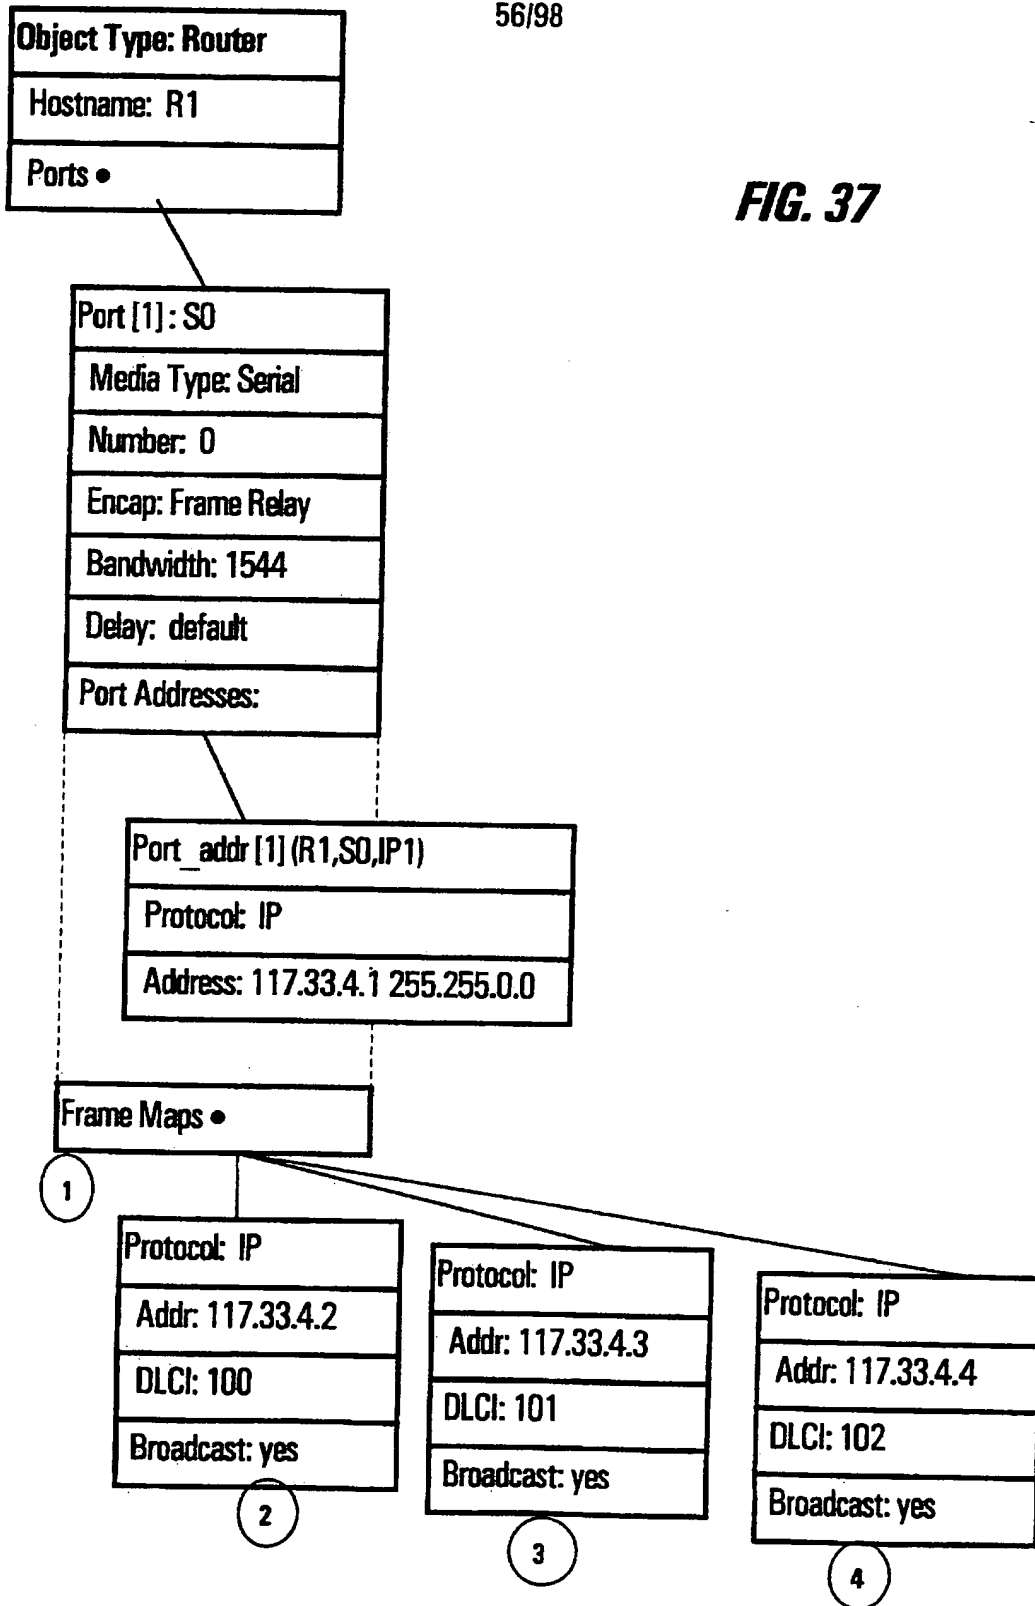 56/98
Object Type: Router
Hostname: R1
Ports •
FIG. 37
Port [1] : S0
Media Type: Serial
Number: 0
Encap: Frame Relay
Bandwidth: 1544
Delay: default
Port Addresses:
Port_addr [1] (R1,S0,IP1)
Protocol: IP
Address: 117.33.4.1 255.255.0.0
Frame Maps •
1
Protocol: IP
Addr: 117.33.4.2
DLCI: 100
Broadcast: yes
2
Protocol: IP
Addr: 117.33.4.3
DLCI: 101
Broadcast: yes
3
Protocol: IP
Addr: 117.33.4.4
DLCI: 102
Broadcast: yes
4